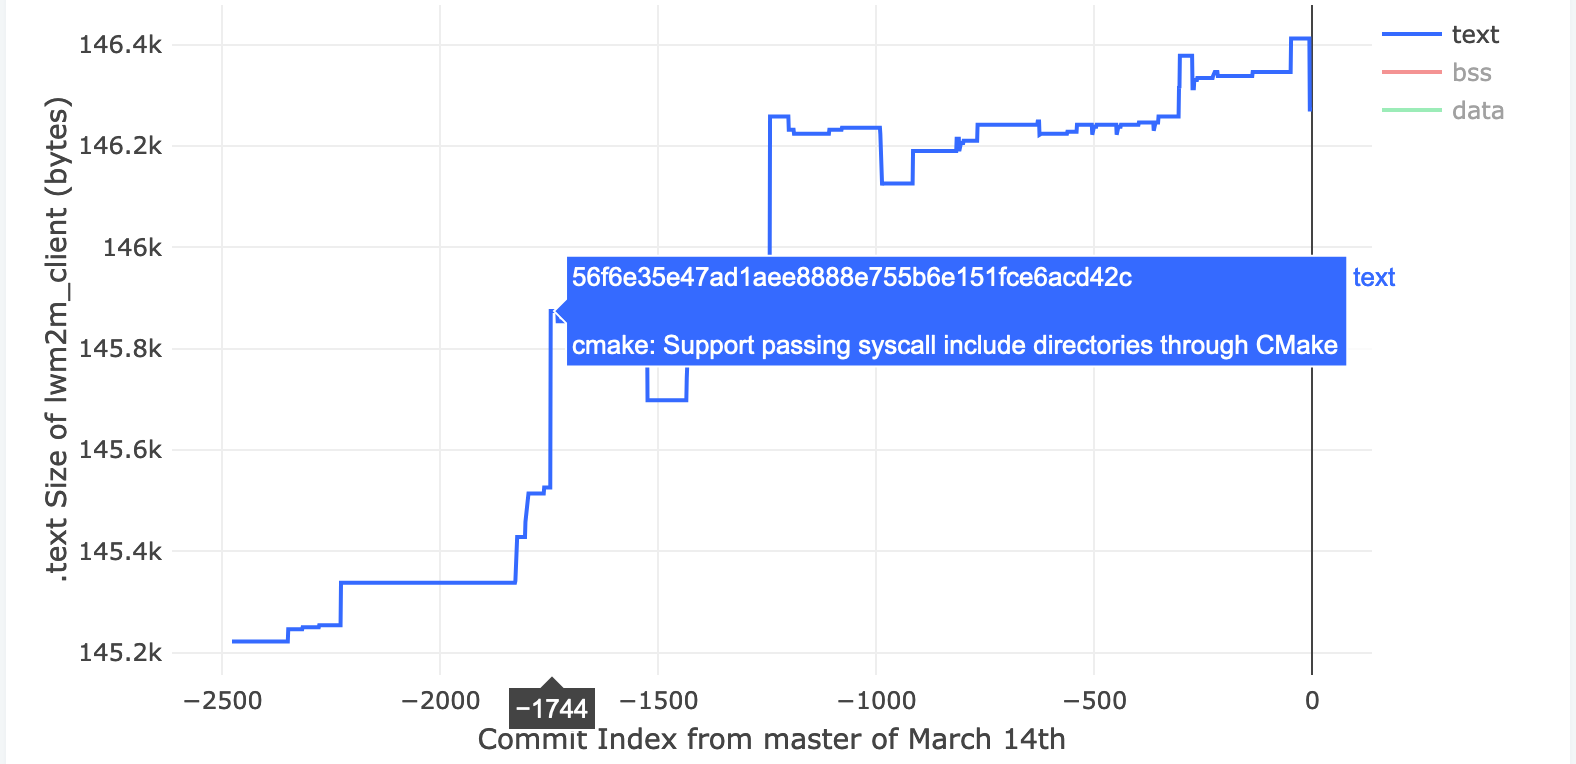 146.4k
146.2k
146k
145.8k
145.6k
145.4k
145.2k
.text Size of lwm2m_client (bytes)
56f6e35e47ad1aee8888e755b6e151fce6acd42c
cmake: Support passing syscall include directories through CMake
text
text
bss
data
−2500
−2000
−1744
−1500
−1000
−500
0
Commit Index from master of March 14th